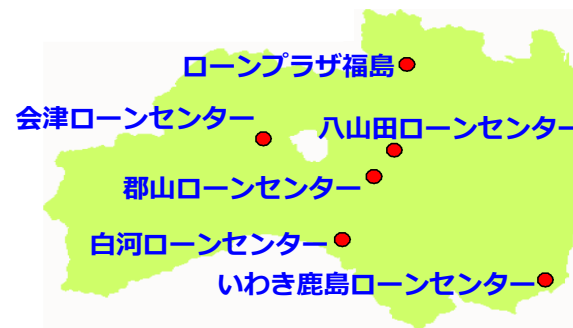 ローンプラザ福島
会津ローンセンター
八山田ローンセンター
郡山ローンセンター
白河ローンセンター
いわき鹿島ローンセンター